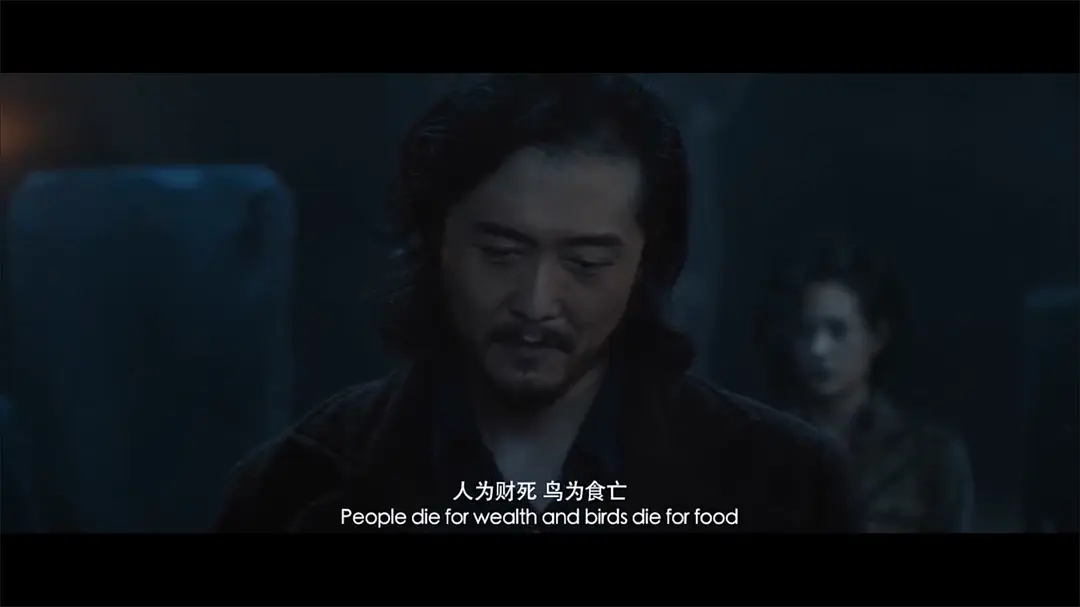 人为财死 鸟为食亡
People die for wealth and birds die for food